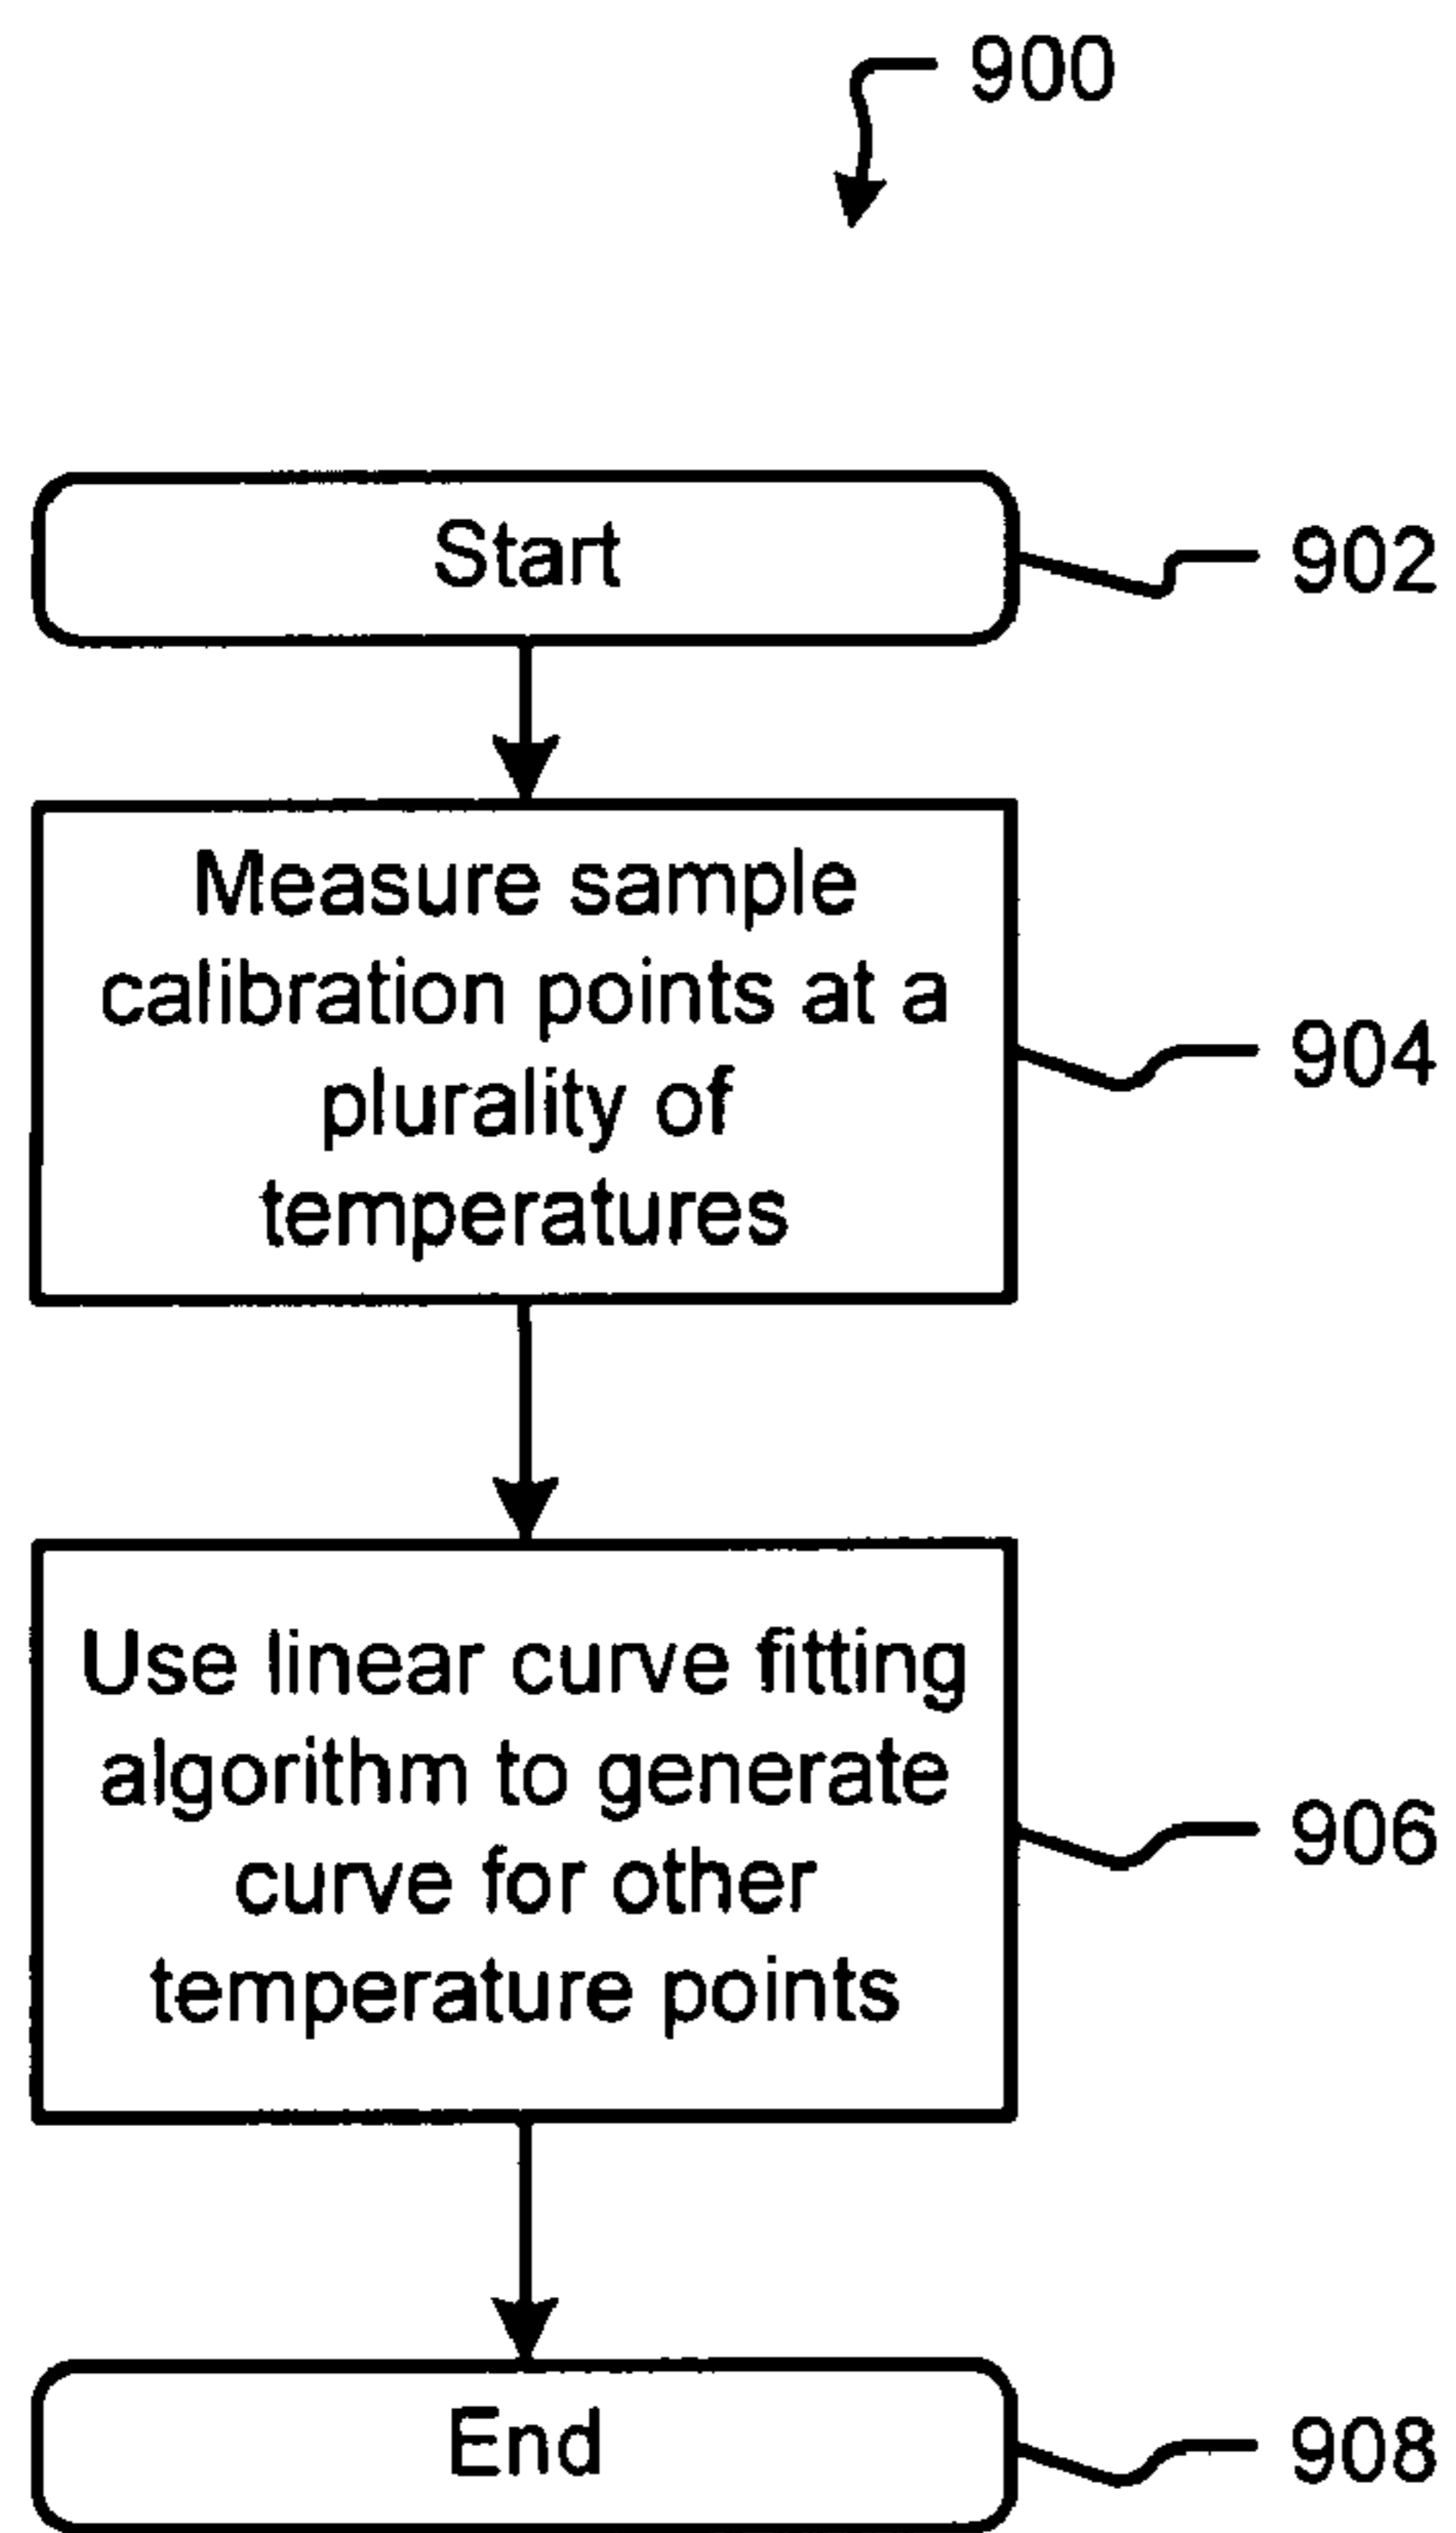 900
Start
902
Measure sample
calibration points at a
plurality of
temperatures
904
Use linear curve fitting
algorithm to generate
curve for other
temperature points
906
End
908